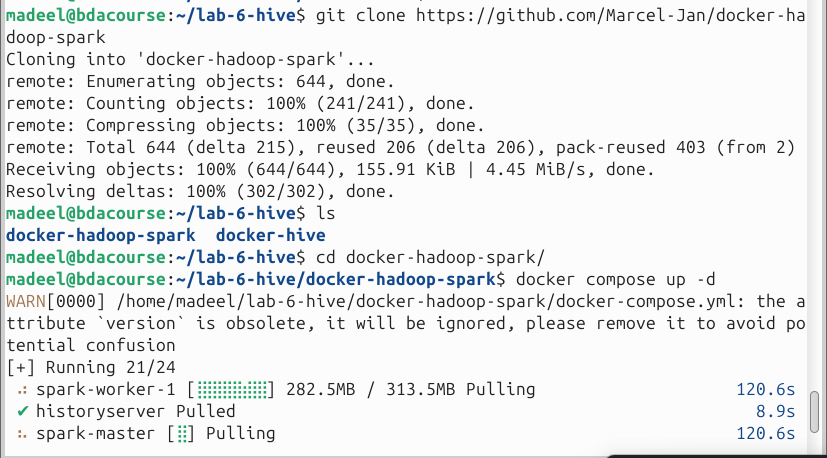 madeel@bdacourse:~/lab-6-hive$ git clone https://github.com/Marcel-Jan/docker-ha
doop-spark
Cloning into 'docker-hadoop-spark'...
remote: Enumerating objects: 644, done.
remote: Counting objects: 100% (241/241), done.
remote: Compressing objects: 100% (35/35), done.
remote: Total 644 (delta 215), reused 206 (delta 206), pack-reused 403 (from 2)
Receiving objects: 100% (644/644), 155.91 KiB | 4.45 MiB/s, done.
Resolving deltas: 100% (302/302), done.
madeel@bdacourse:~/lab-6-hive$ ls
docker-hadoop-spark  docker-hive
madeel@bdacourse:~/lab-6-hive$ cd docker-hadoop-spark/
madeel@bdacourse:~/lab-6-hive/docker-hadoop-spark$ docker compose up -d
WARN[0000] /home/madeel/lab-6-hive/docker-hadoop-spark/docker-compose.yml: the a
ttribute `version` is obsolete, it will be ignored, please remove it to avoid po
tential confusion
[+] Running 21/24
spark-worker-1 [⣿⣿⣿⣿⣿⣿⣿⣿⣿] 282.5MB / 313.5MB Pulling 120.6s
✔ historyserver Pulled 8.9s
spark-master [⣿] Pulling 120.6s